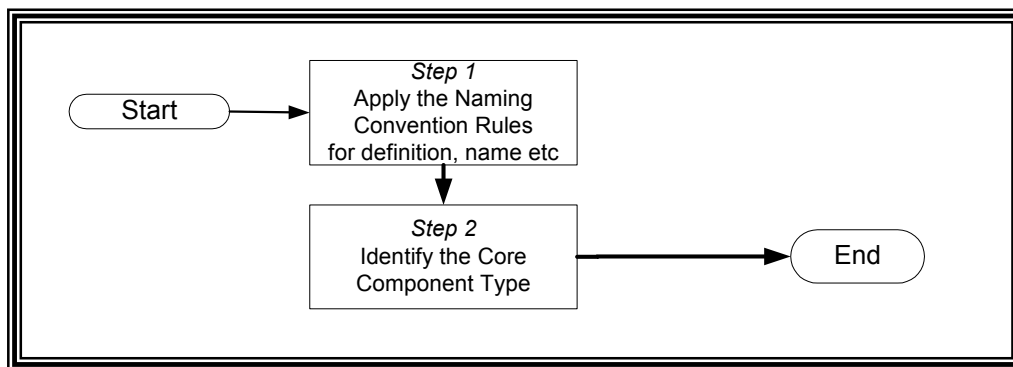 Start
Step 1
Apply the Naming
Convention Rules
for definition, name etc
Step 2
Identify the Core
Component Type
End